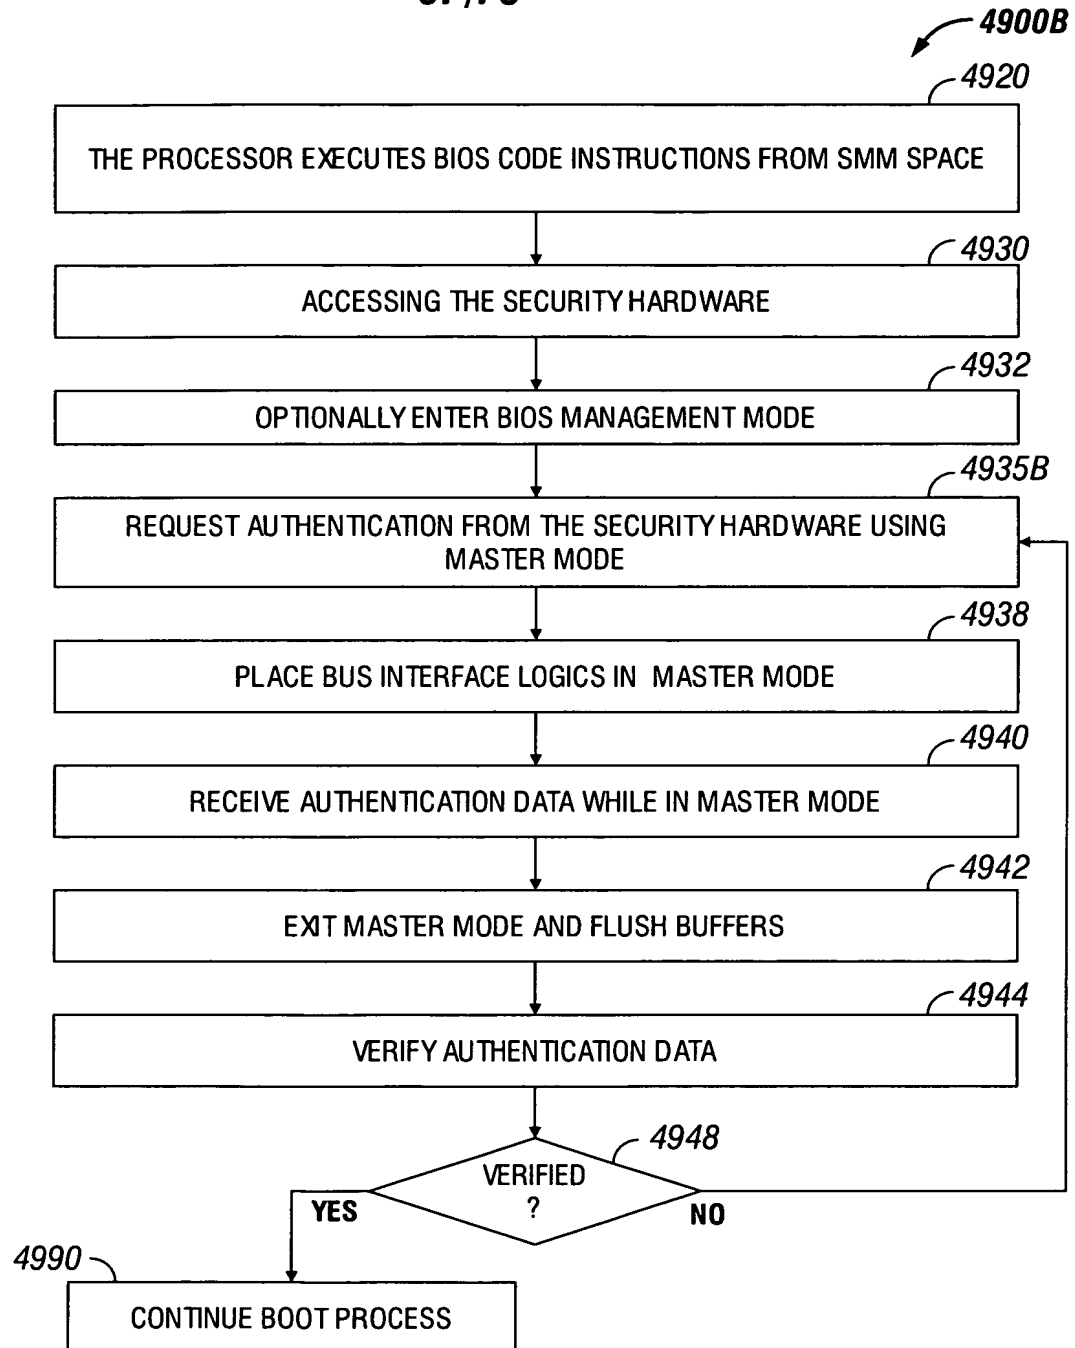 4900B
4920
THE PROCESSOR EXECUTES BIOS CODE INSTRUCTIONS FROM SMM SPACE
4930
ACCESSING THE SECURITY HARDWARE
4932
OPTIONALLY ENTER BIOS MANAGEMENT MODE
4935B
REQUEST AUTHENTICATION FROM THE SECURITY HARDWARE USING
MASTER MODE
4938
PLACE BUS INTERFACE LOGICS IN MASTER MODE
4940
RECEIVE AUTHENTICATION DATA WHILE IN MASTER MODE
4942
EXIT MASTER MODE AND FLUSH BUFFERS
4944
VERIFY AUTHENTICATION DATA
4948
VERIFIED
?
YES
NO
4990
CONTINUE BOOT PROCESS